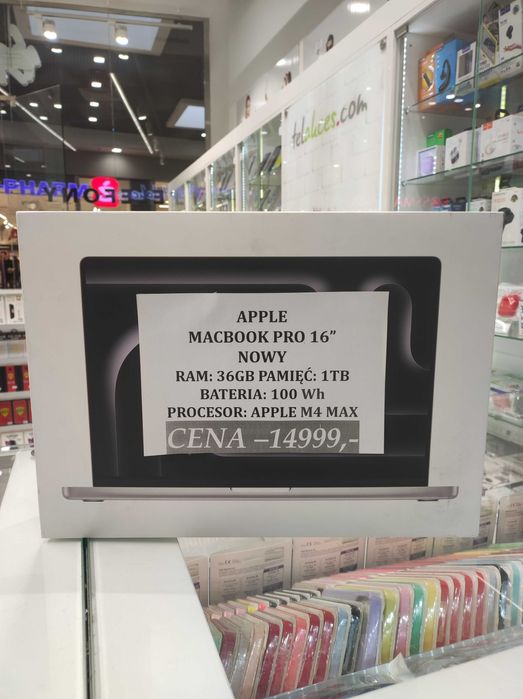 telakces.com
APPLE
MACBOOK PRO 16”
NOWY
RAM: 36GB PAMIĘĆ: 1TB
BATERIA: 100 Wh
PROCESOR: APPLE M4 MAX
CENA –14999,-